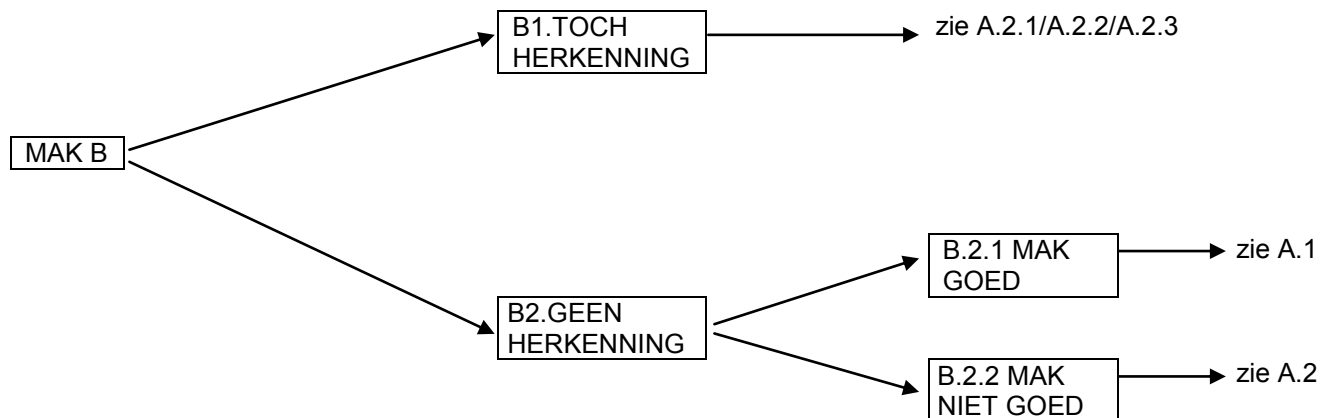 B1.TOCH
HERKENNING
zie A.2.1/A.2.2/A.2.3
MAK B
B2.GEEN
HERKENNING
B.2.1 MAK
GOED
zie A.1
B.2.2 MAK
NIET GOED
zie A.2